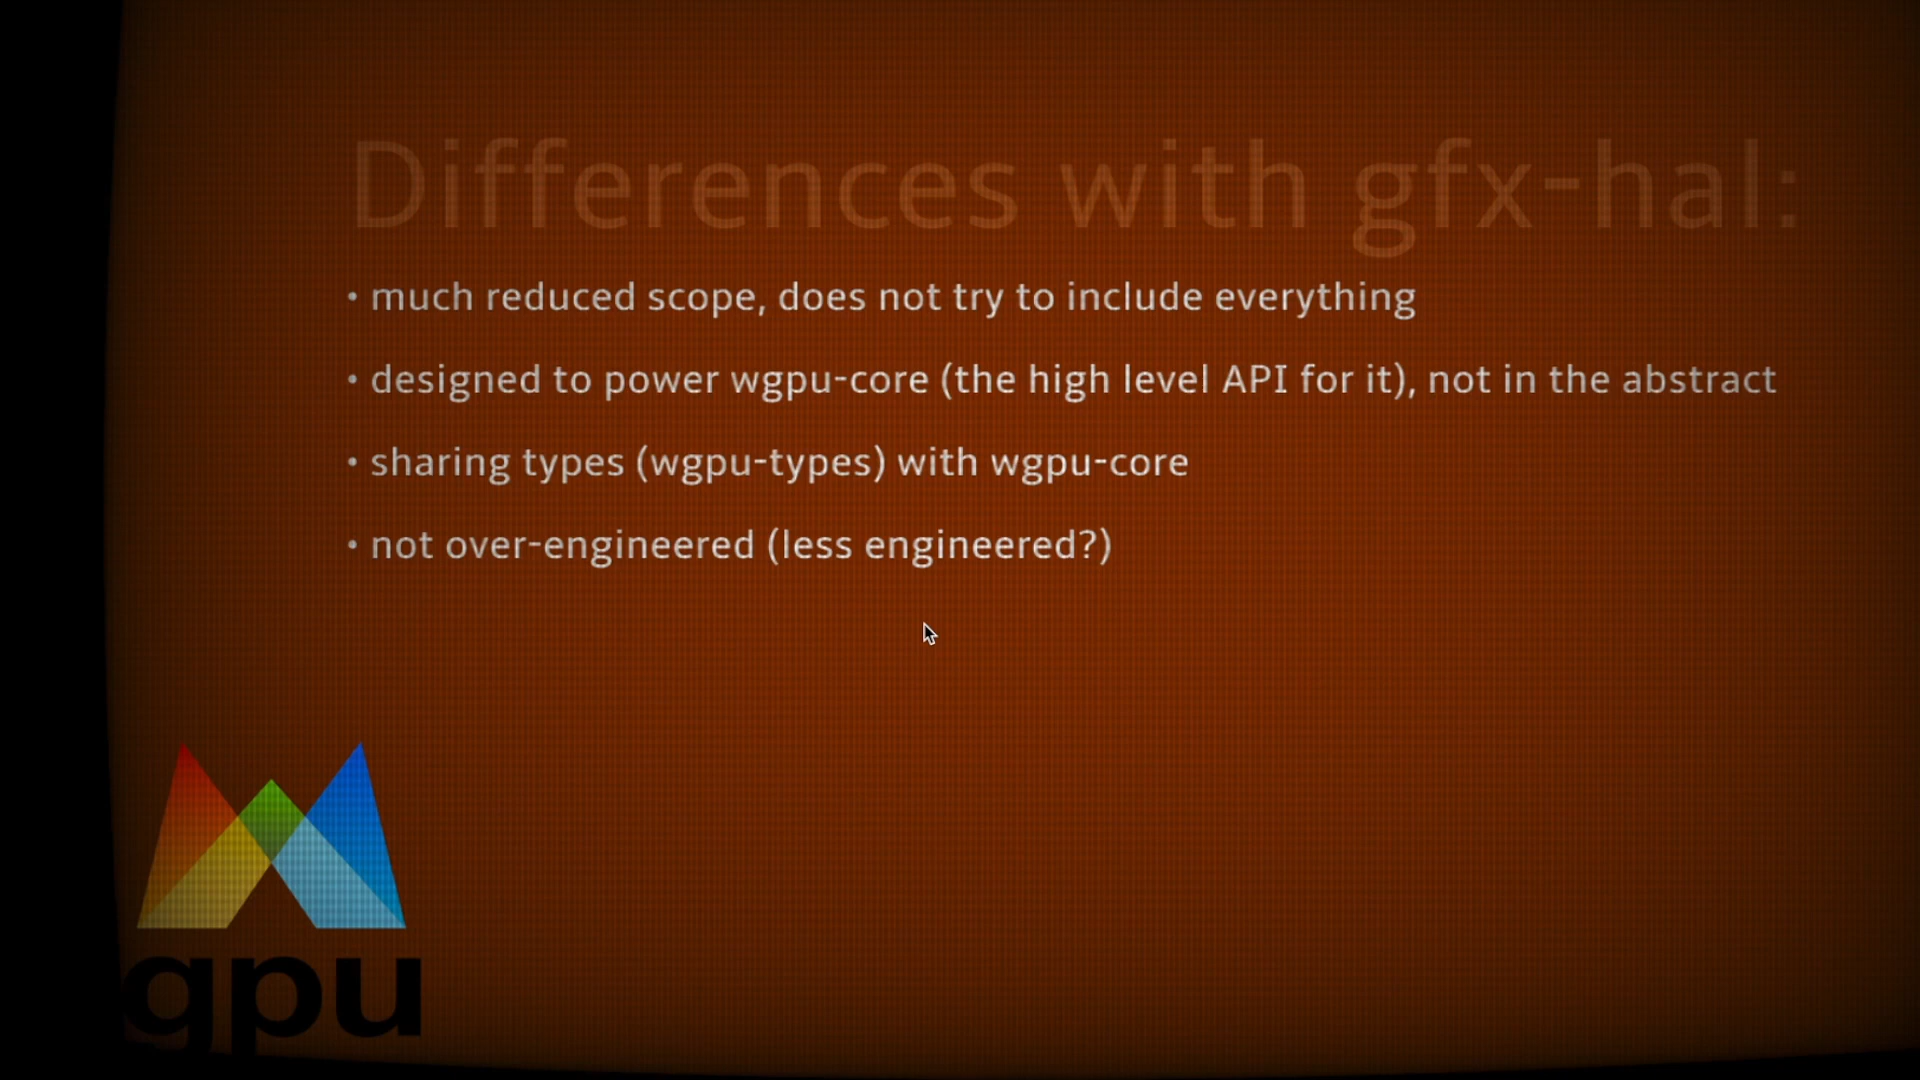 Differences with gfx-hal:
• much reduced scope, does not try to include everything
• designed to power wgpu-core (the high level API for it), not in the abstract
• sharing types (wgpu-types) with wgpu-core
• not over-engineered (less engineered?)
gpu